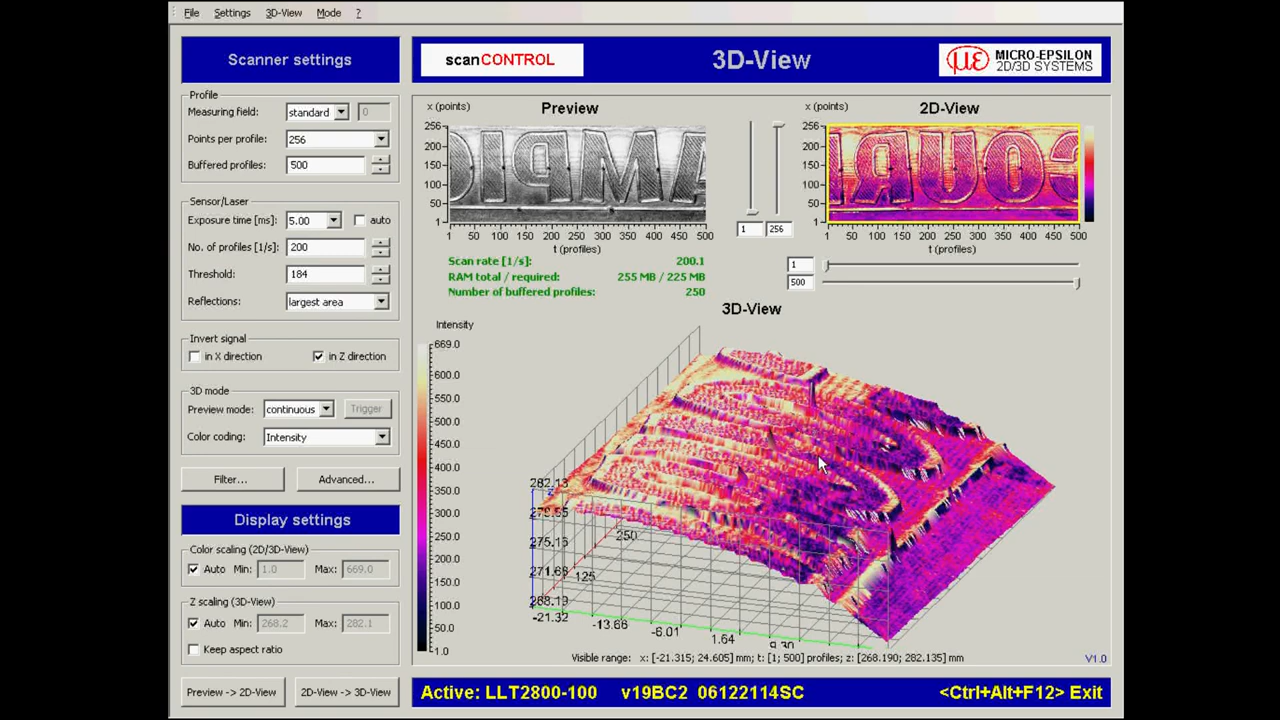 File Settings 3D-View Mode ?
Scanner settings
scanCONTROL
3D-View
MICRO-EPSILON
2D/3D SYSTEMS
Profile
Measuring field: standard 0
Points per profile: 256
Buffered profiles: 500
Sensor/Laser
Exposure time [ms]: 5.00 auto
No. of profiles [1/s]: 200
Threshold: 184
Reflections: largest area
Invert signal
in X direction in Z direction
3D mode
Preview mode: continuous Trigger
Color coding: Intensity
Filter... Advanced...
Display settings
Color scaling (2D/3D-View)
Auto Min: 1.0 Max: 669.0
Z scaling (3D-View)
Auto Min: 268.2 Max: 282.1
Keep aspect ratio
Preview -> 2D-View 2D-View -> 3D-View
x (points) Preview
256
200
150
100
50
1
1 50 100 150 200 250 300 350 400 450 500
t (profiles)
1 256
x (points) 2D-View
256
200
150
100
50
1
1 50 100 150 200 250 300 350 400 450 500
t (profiles)
Scan rate [1/s]: 200.1
RAM total / required: 255 MB / 225 MB
Number of buffered profiles: 250
1
500
3D-View
Intensity
669.0
600.0
550.0
500.0
450.0
400.0
350.0
300.0
250.0
200.0
150.0
100.0
50.0
1.0
282.13
z
275.15
271.68
250
125
-21.32 -13.66 -6.01 1.64 9.30
Visible range: x: [-21.315; 24.605] mm; t: [1; 500] profiles; z: [268.190; 282.135] mm
V1.0
Active: LLT2800-100 v19BC2 06122114SC <Ctrl+Alt+F12> Exit